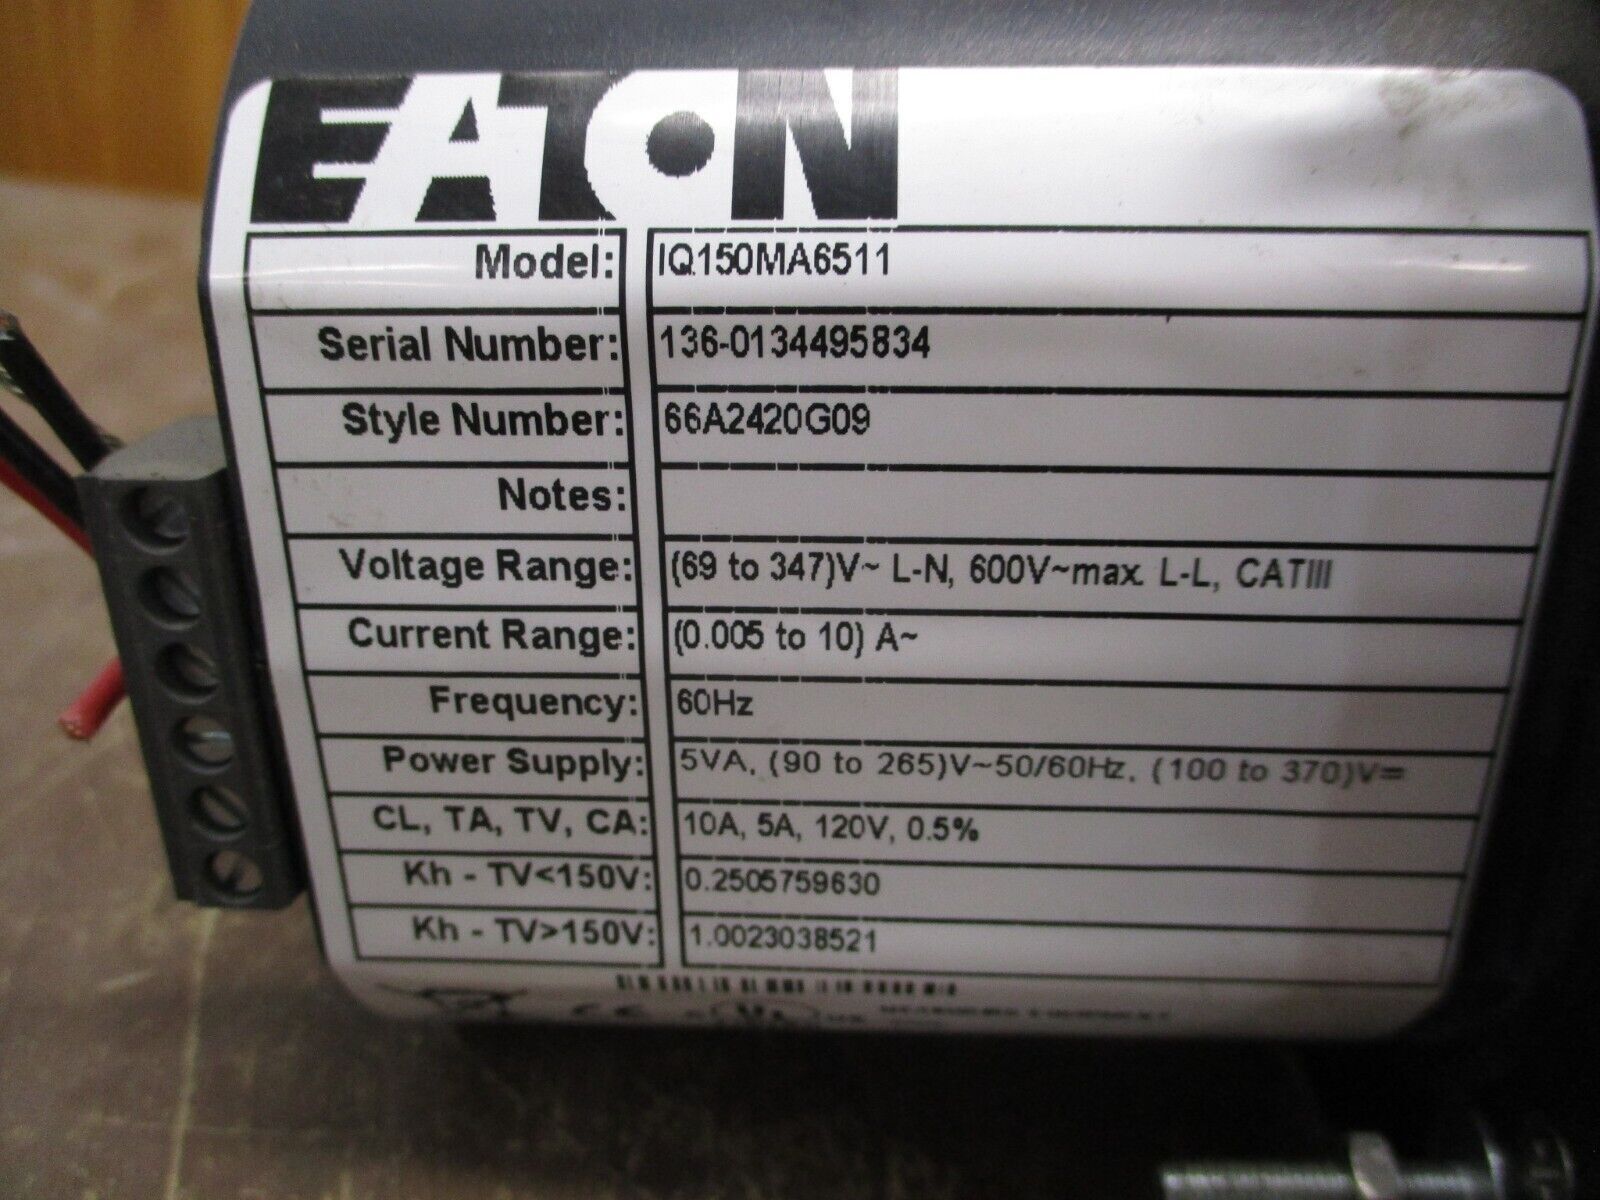 EATON
Model: IQ150MA6511
Serial Number: 136-0134495834
Style Number: 66A2420G09
Notes:
Voltage Range: (69 to 347)V~ L-N, 600V~max. L-L, CATIII
Current Range: (0.005 to 10) A~
Frequency: 60Hz
Power Supply: 5VA, (90 to 265)V~50/60Hz, (100 to 370)V=
CL, TA, TV, CA: 10A, 5A, 120V, 0.5%
Kh - TV<150V: 0.2505759630
Kh - TV>150V: 1.0023038521